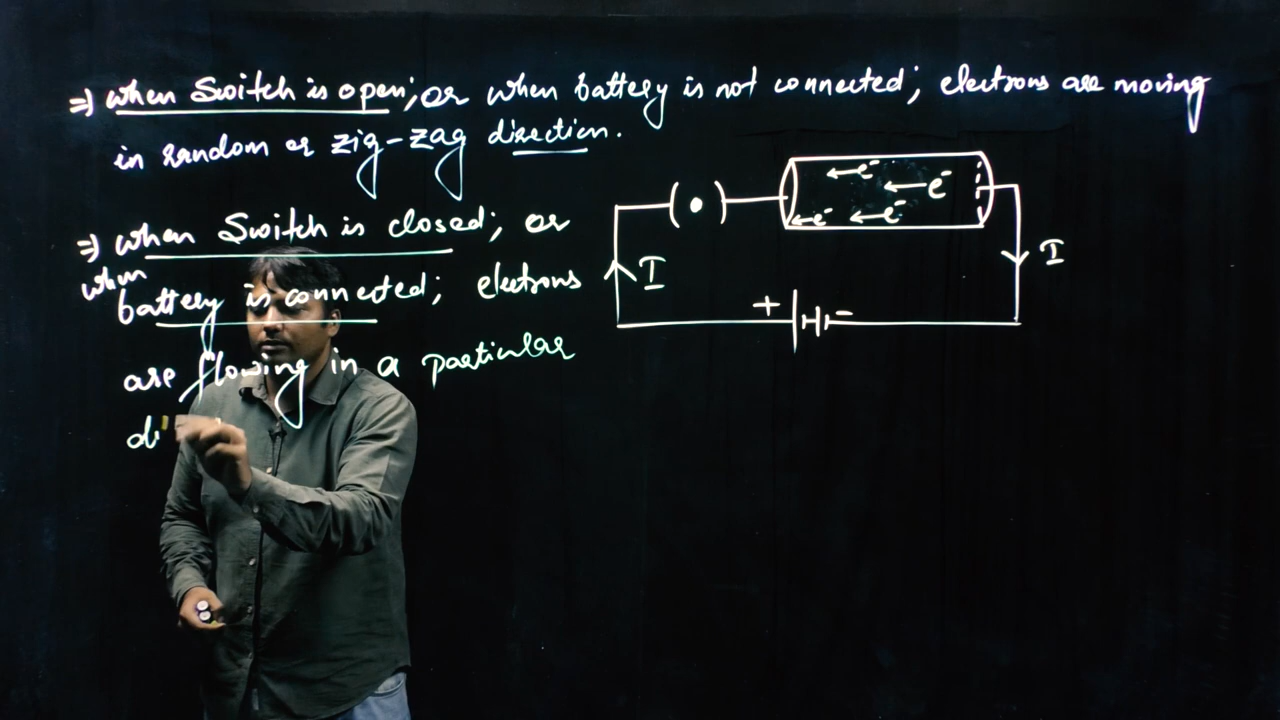 ⇒ when Switch is open; or when battery is not connected; electrons are moving
in random or zig-zag direction.
⇒ when Switch is closed; or
when
battery is connected; electrons
are flowing in a particular
di
e⁻
e⁻
e⁻
e⁻
I
I
+
-